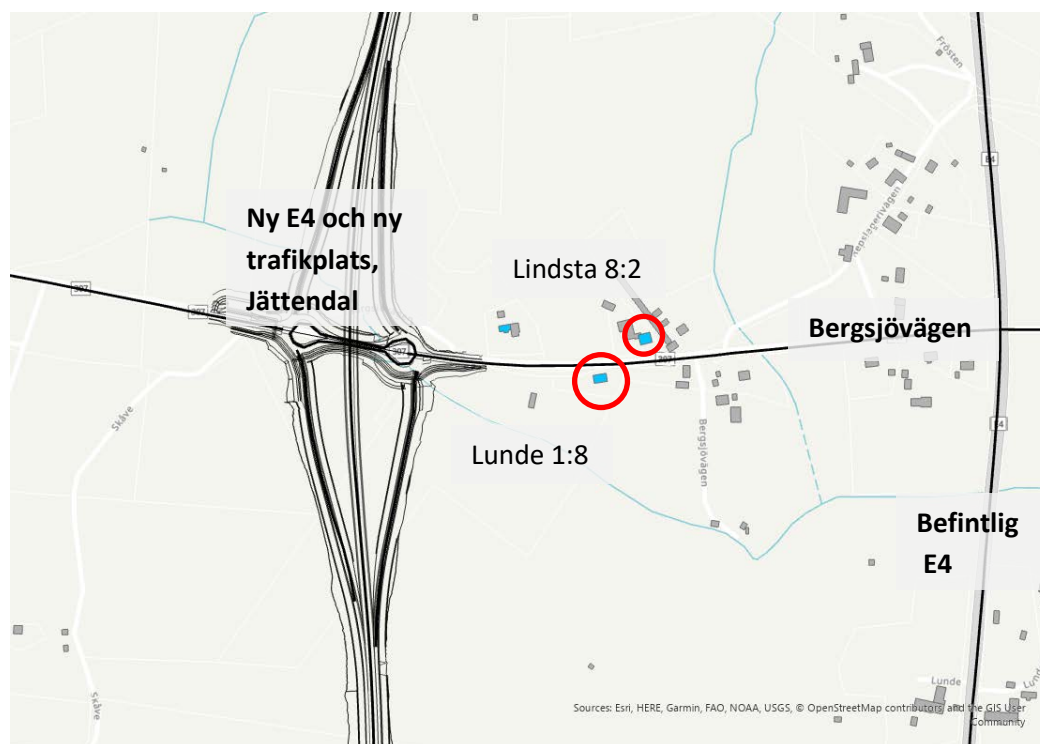 Frösten
E4
Repslagerivägen
Ny E4 och ny
trafikplats,
Jättendal
Lindsta 8:2
307
307
Bergsjövägen
307
307
Skåve
Lunde 1:8
Bergsjövägen
E4
Befintlig
E4
Skåve
Lunde
Sources: Esri, HERE, Garmin, FAO, NOAA, USGS, © OpenStreetMap contributors, and the GIS User
Community